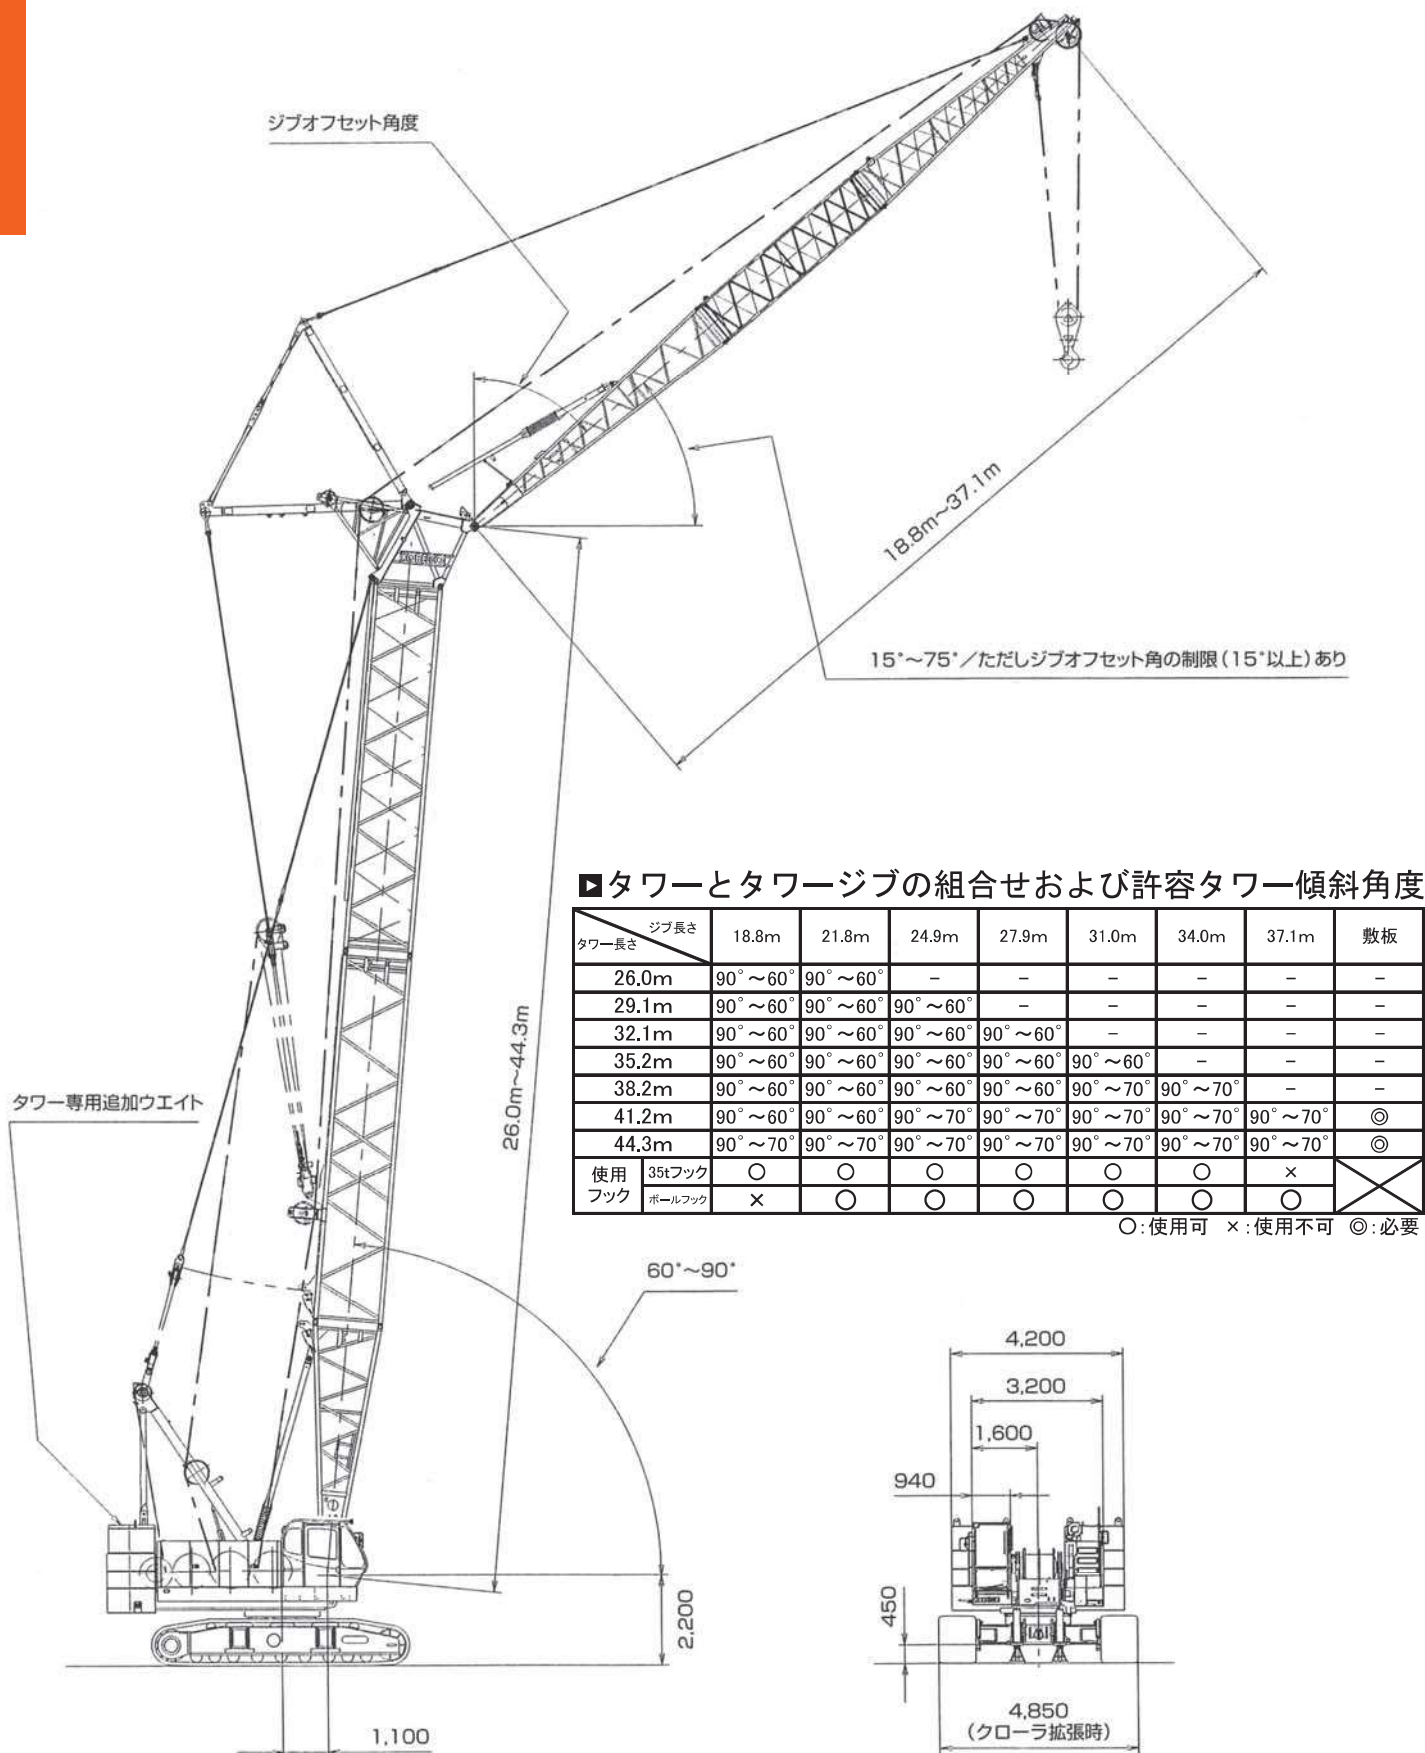 ジブオフセット角度
18.8m～37.1m
15°～75°／ただしジブオフセット角の制限（15°以上）あり
26.0m～44.3m
タワー専用追加ウエイト
60°～90°
2,200
1,100
▶タワーとタワージブの組合せおよび許容タワー傾斜角度
ジブ長さ タワー長さ 18.8m 21.8m 24.9m 27.9m 31.0m 34.0m 37.1m 敷板
26.0m 90°～60° 90°～60° － － － － － －
29.1m 90°～60° 90°～60° 90°～60° － － － － －
32.1m 90°～60° 90°～60° 90°～60° 90°～60° － － － －
35.2m 90°～60° 90°～60° 90°～60° 90°～60° 90°～60° － － －
38.2m 90°～60° 90°～60° 90°～60° 90°～60° 90°～70° 90°～70° － －
41.2m 90°～60° 90°～60° 90°～70° 90°～70° 90°～70° 90°～70° 90°～70° ◎
44.3m 90°～70° 90°～70° 90°～70° 90°～70° 90°～70° 90°～70° 90°～70° ◎
使用フック 35tフック ○ ○ ○ ○ ○ ○ ×
ボールフック × ○ ○ ○ ○ ○ ○
○：使用可 ×：使用不可 ◎：必要
4,200
3,200
1,600
940
450
4,850
（クローラ拡張時）